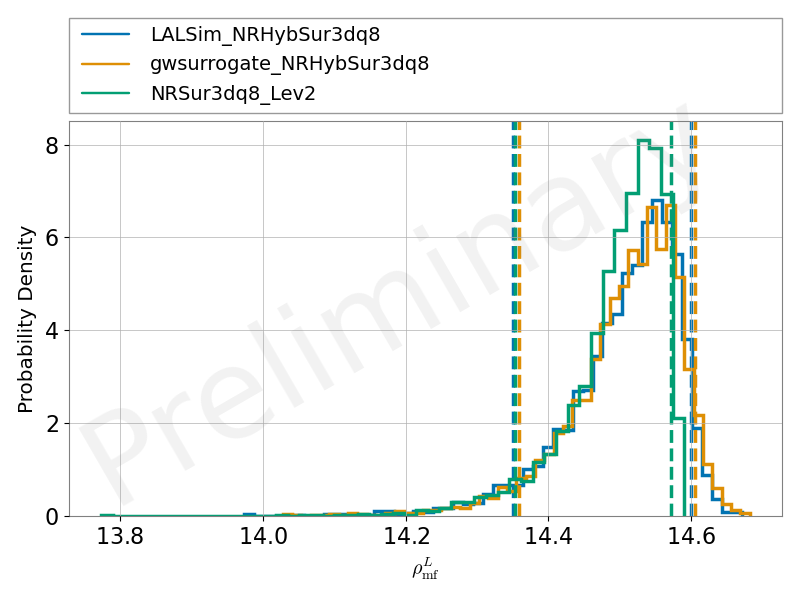 LALSim_NRHybSur3dq8
gwsurrogate_NRHybSur3dq8
NRSur3dq8_Lev2
Preliminary
Probability Density
8
6
4
2
0
13.8 14.0 14.2 14.4 14.6
ρ_mf^L